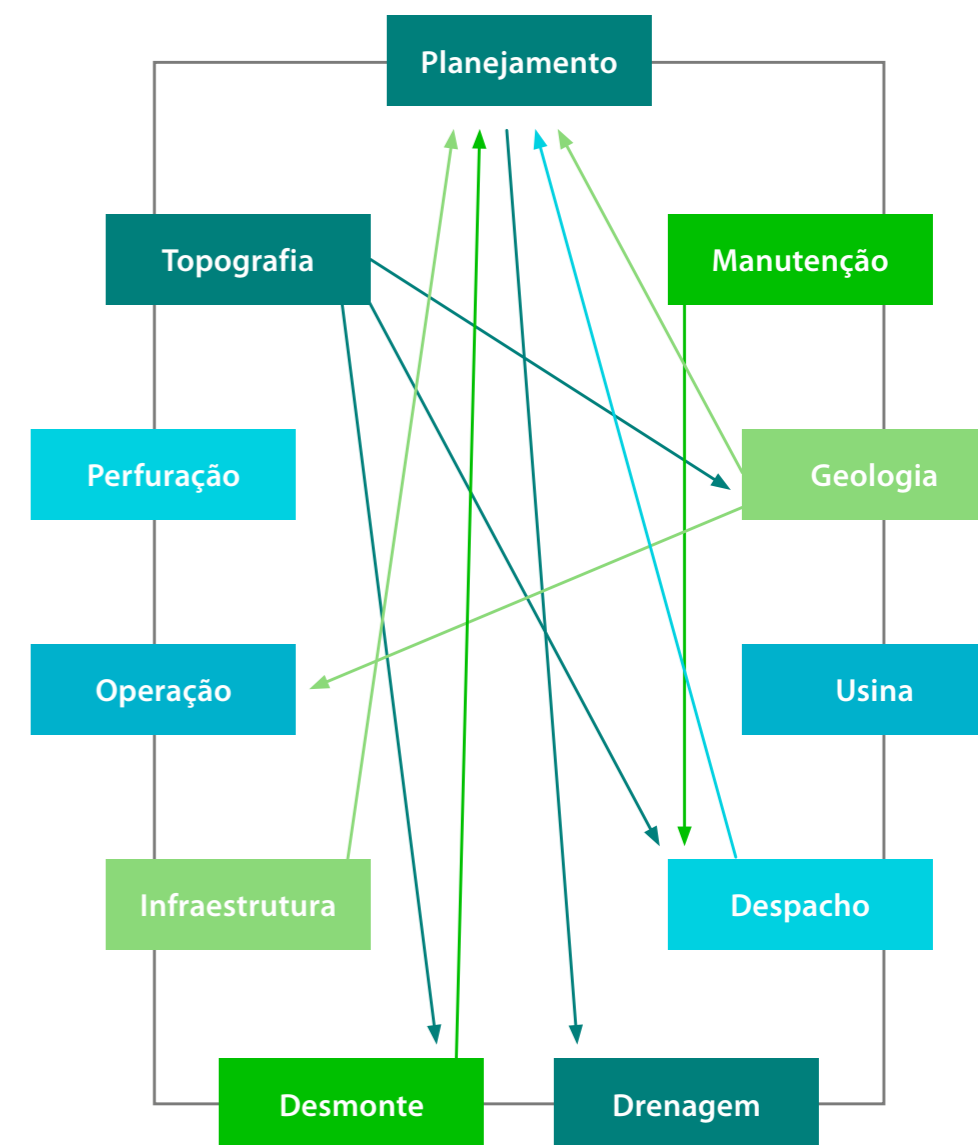 Planejamento
Topografia
Manutenção
Perfuração
Geologia
Operação
Usina
Infraestrutura
Despacho
Desmonte
Drenagem